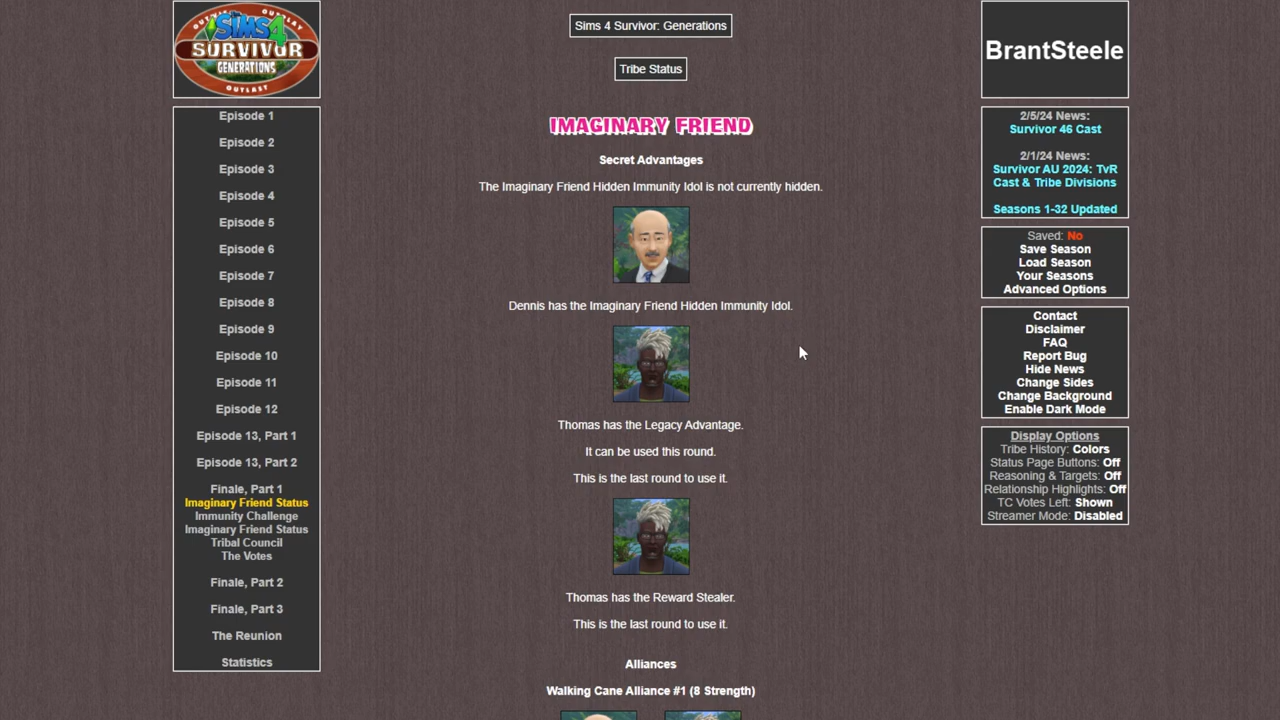 OUTWIT OUTPLAY
The SIMS 4
SURVIVOR
GENERATIONS
OUTLAST
Episode 1
Episode 2
Episode 3
Episode 4
Episode 5
Episode 6
Episode 7
Episode 8
Episode 9
Episode 10
Episode 11
Episode 12
Episode 13, Part 1
Episode 13, Part 2
Finale, Part 1
Imaginary Friend Status
Immunity Challenge
Imaginary Friend Status
Tribal Council
The Votes
Finale, Part 2
Finale, Part 3
The Reunion
Statistics
Sims 4 Survivor: Generations
Tribe Status
IMAGINARY FRIEND
Secret Advantages
The Imaginary Friend Hidden Immunity Idol is not currently hidden.
Dennis has the Imaginary Friend Hidden Immunity Idol.
Thomas has the Legacy Advantage.
It can be used this round.
This is the last round to use it.
Thomas has the Reward Stealer.
This is the last round to use it.
Alliances
Walking Cane Alliance #1 (8 Strength)
BrantSteele
2/5/24 News:
Survivor 46 Cast
2/1/24 News:
Survivor AU 2024: TvR
Cast & Tribe Divisions
Seasons 1-32 Updated
Saved: No
Save Season
Load Season
Your Seasons
Advanced Options
Contact
Disclaimer
FAQ
Report Bug
Hide News
Change Sides
Change Background
Enable Dark Mode
Display Options
Tribe History: Colors
Status Page Buttons: Off
Reasoning & Targets: Off
Relationship Highlights: Off
TC Votes Left: Shown
Streamer Mode: Disabled